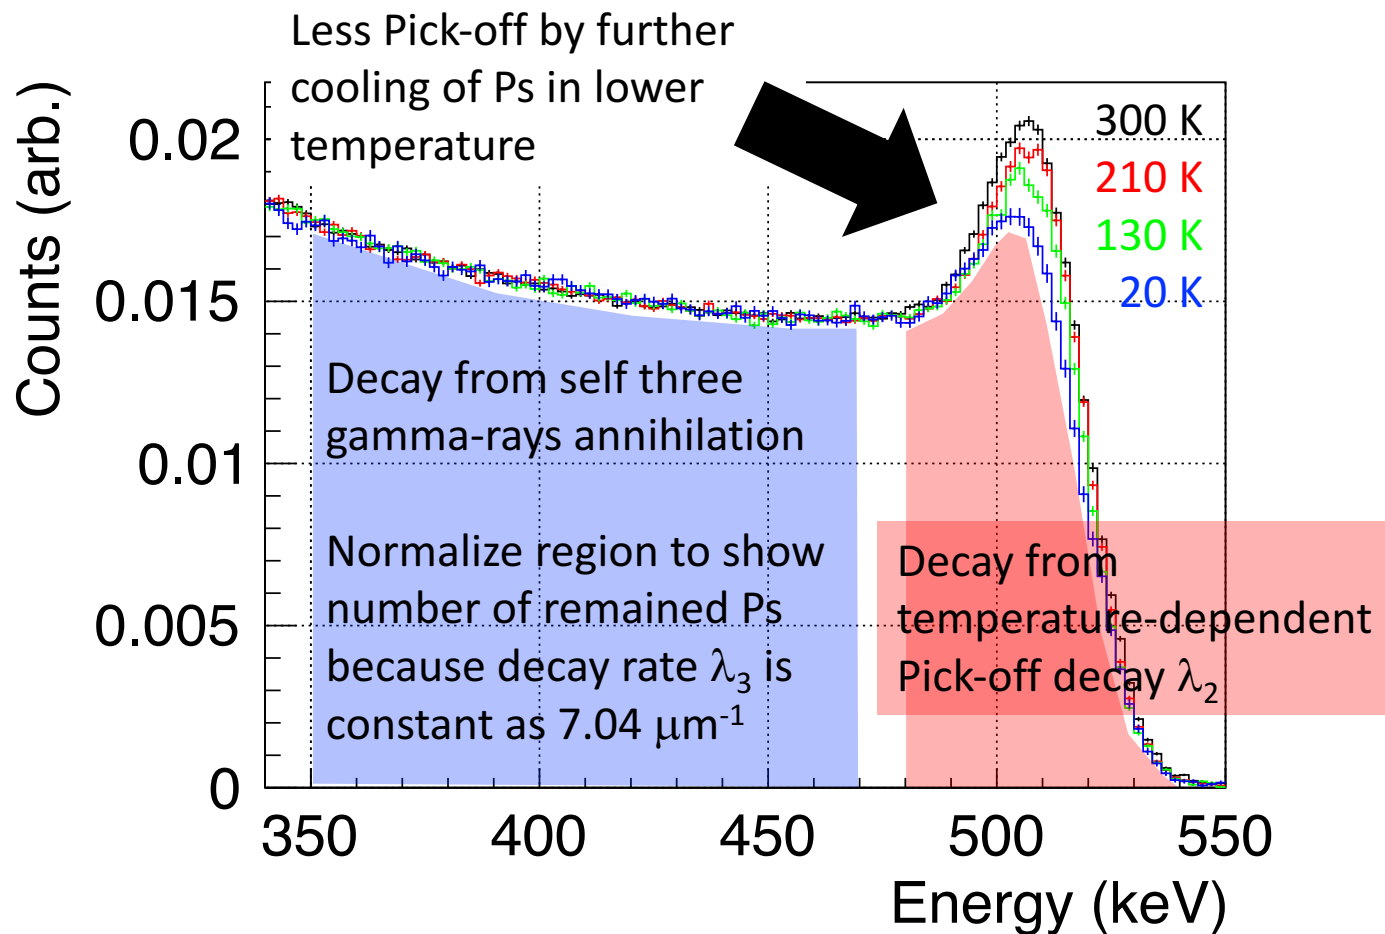 Less Pick-off by further
cooling of Ps in lower
temperature
Counts (arb.)
0.02
0.015
0.01
0.005
0
300 K
210 K
130 K
20 K
Decay from self three
gamma-rays annihilation
Normalize region to show
number of remained Ps
because decay rate λ₃ is
constant as 7.04 μm⁻¹
Decay from
temperature-dependent
Pick-off decay λ₂
350 400 450 500 550
Energy (keV)